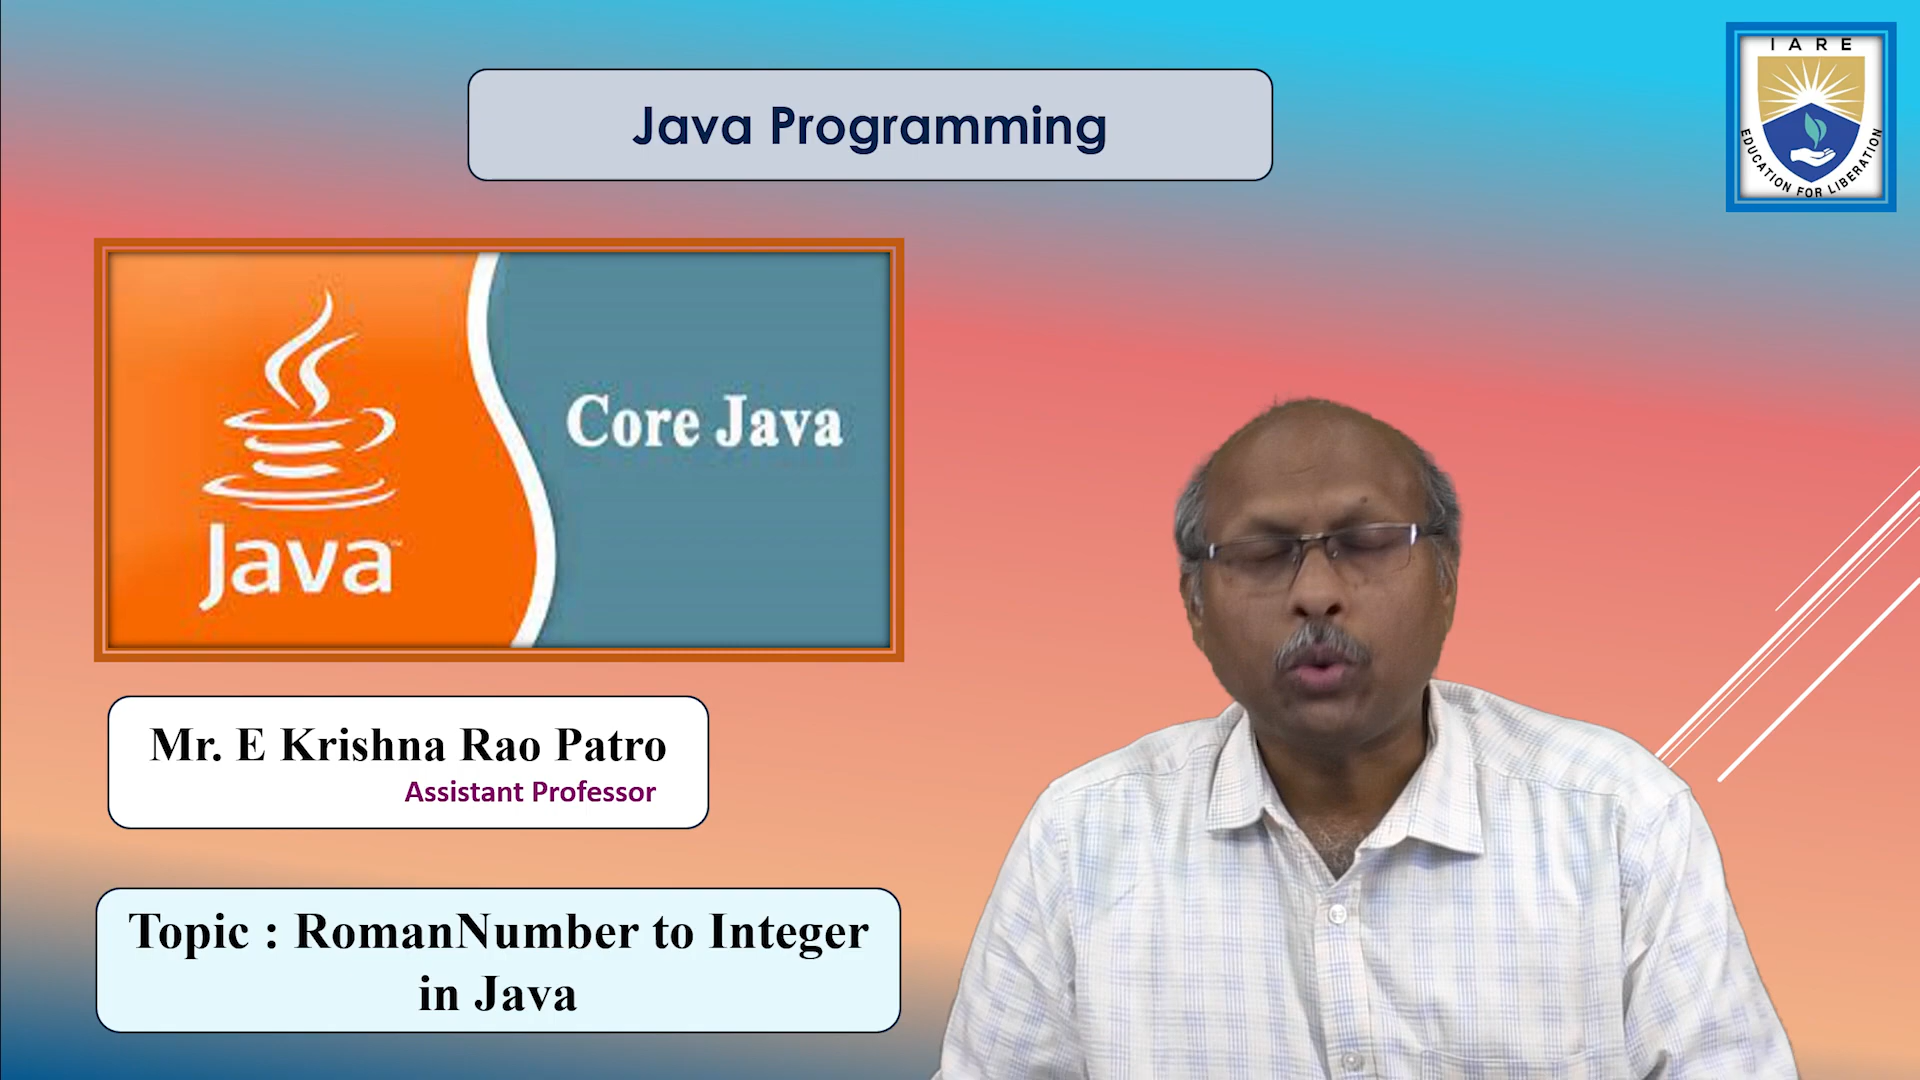 Java Programming
IARE
EDUCATION FOR LIBERATION
Core Java
Java
Mr. E Krishna Rao Patro
Assistant Professor
Topic : RomanNumber to Integer
in Java